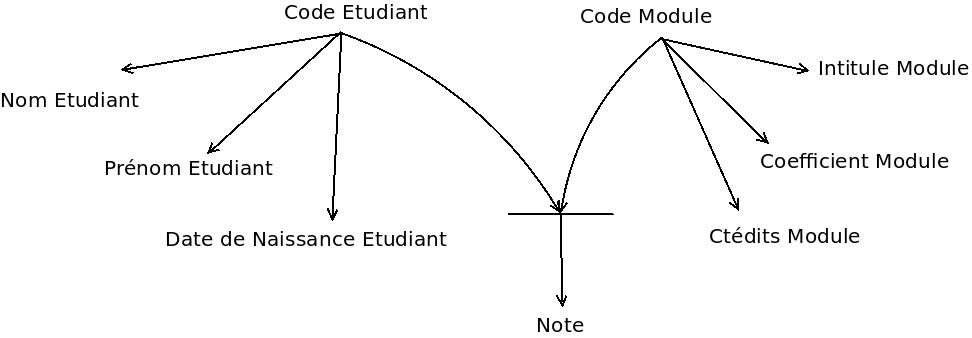 Code Etudiant
Code Module
Intitule Module
Nom Etudiant
Prénom Etudiant
Coefficient Module
Date de Naissance Etudiant
Ctédits Module
Note